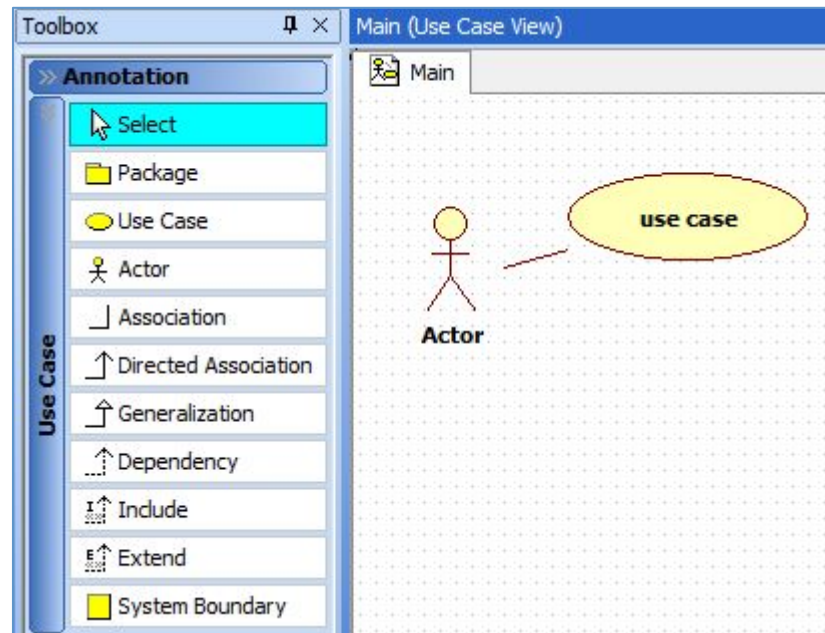 Toolbox
Annotation
Use Case
Select
Package
Use Case
Actor
Association
Directed Association
Generalization
Dependency
Include
Extend
System Boundary
Main (Use Case View)
Main
use case
Actor